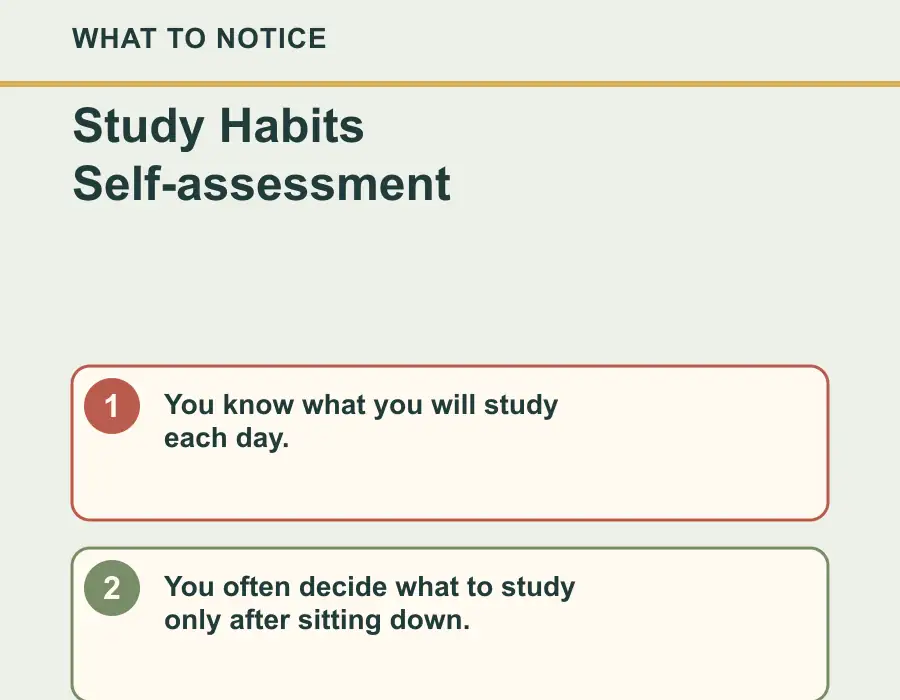 WHAT TO NOTICE
Study Habits
Self-assessment
1
You know what you will study
each day.
2
You often decide what to study
only after sitting down.